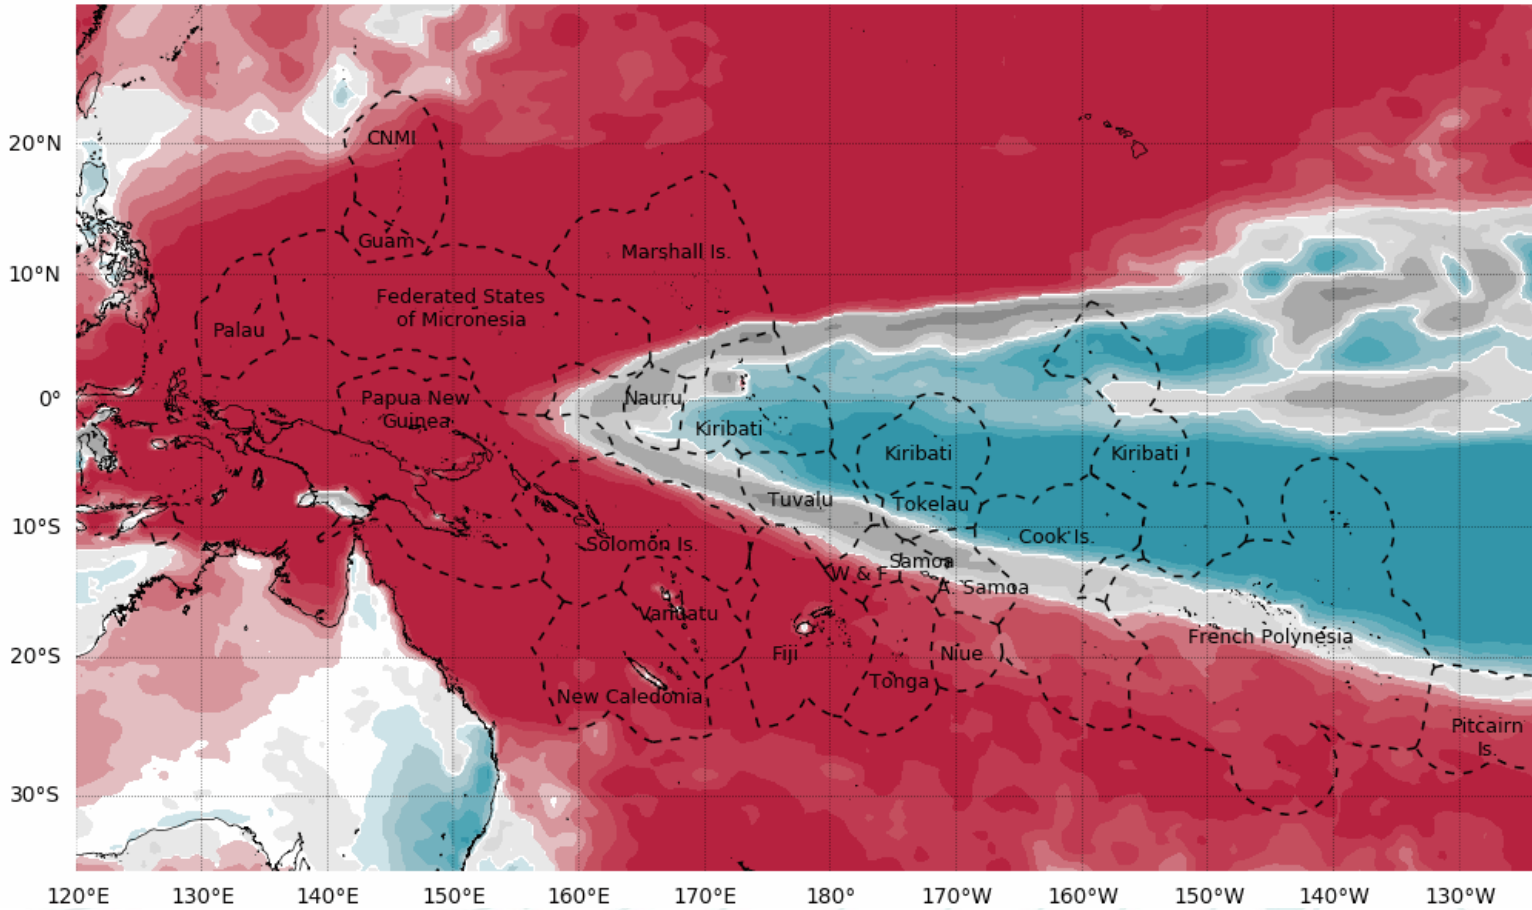 20°N
CNMI
Guam
Marshall Is.
10°N
Federated States
of Micronesia
Palau
0°
Papua New
Guinea
Nauru
Kiribati
Kiribati
Kiribati
Tuvalu
Tokelau
10°S
Solomon Is.
Cook Is.
Samoa
W & F
A. Samoa
Vanuatu
French Polynesia
20°S
Fiji
Niue
Tonga
New Caledonia
Pitcairn
Is.
30°S
120°E 130°E 140°E 150°E 160°E 170°E 180° 170°W 160°W 150°W 140°W 130°W